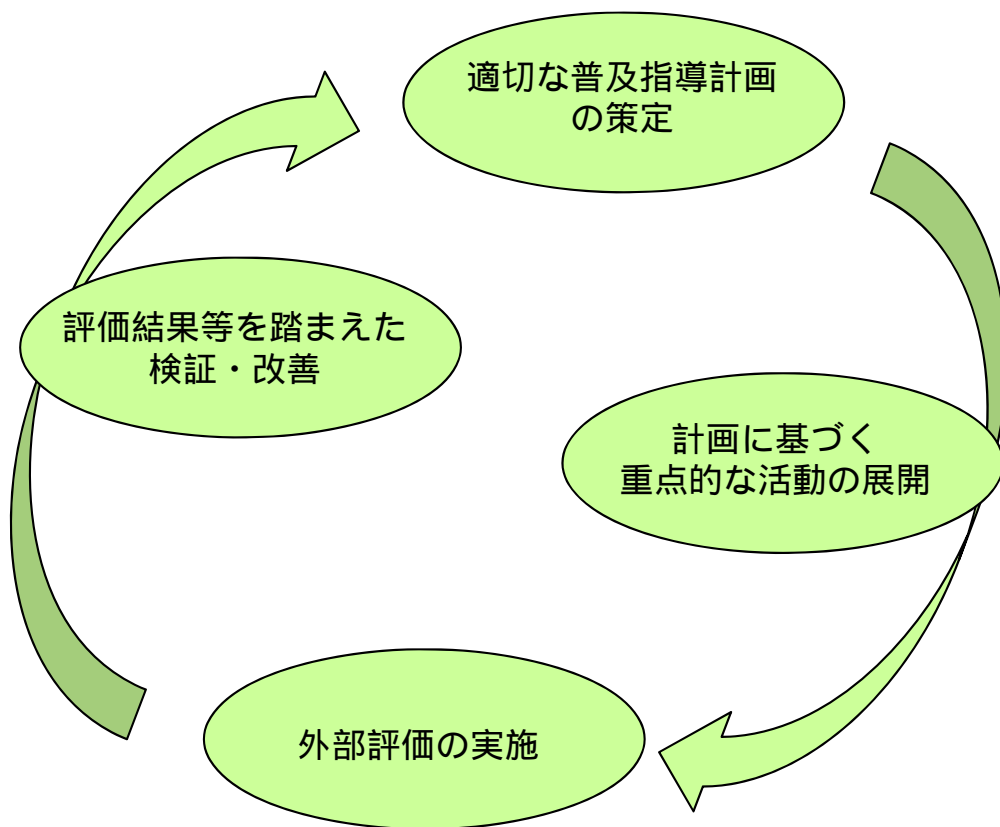 適切な普及指導計画
の策定
評価結果等を踏まえた
検証・改善
計画に基づく
重点的な活動の展開
外部評価の実施